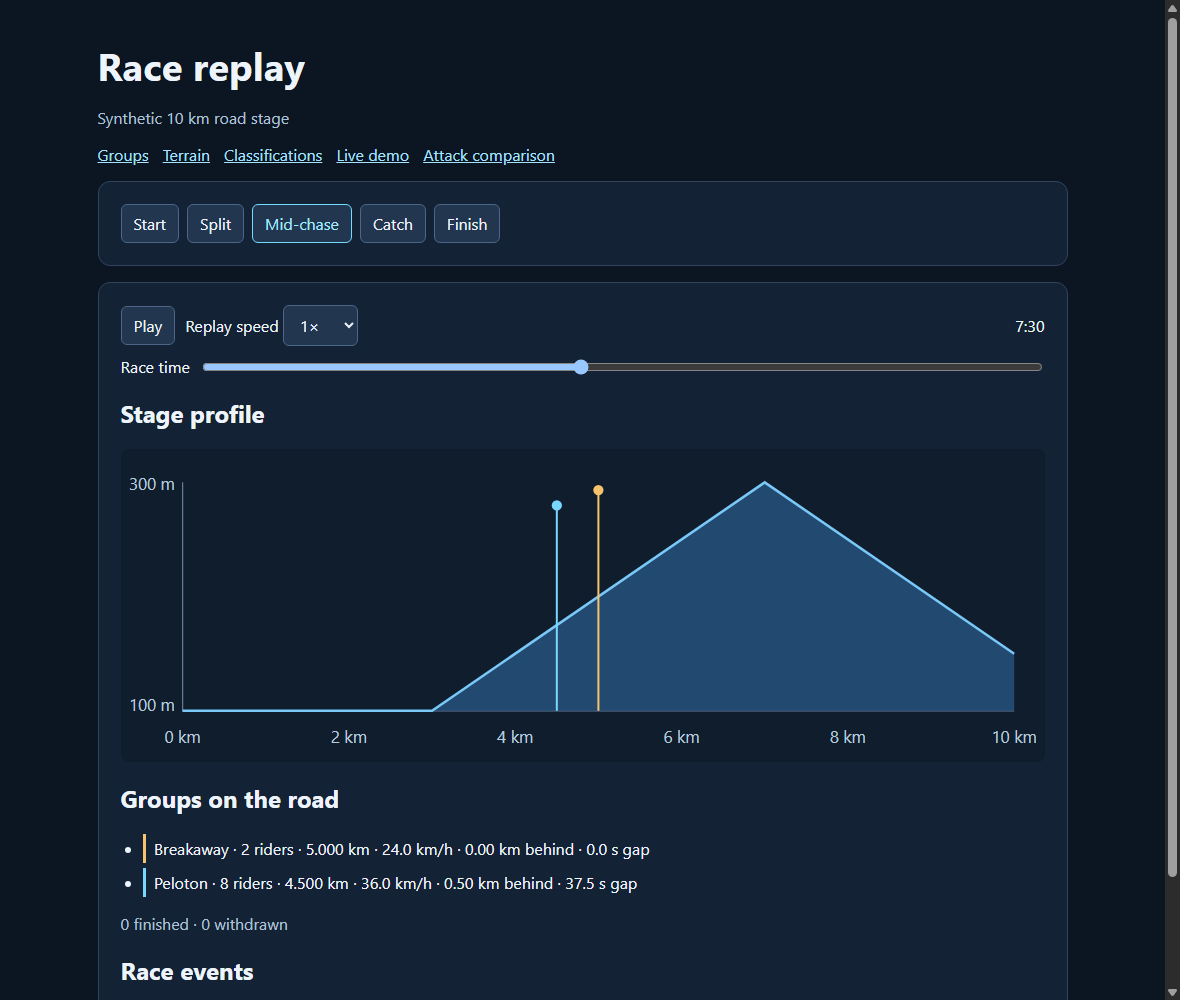 Race replay
Synthetic 10 km road stage
Groups Terrain Classifications Live demo Attack comparison
Start Split Mid-chase Catch Finish
Play Replay speed 1× 7:30
Race time
Stage profile
300 m
100 m
0 km 2 km 4 km 6 km 8 km 10 km
Groups on the road
Breakaway · 2 riders · 5.000 km · 24.0 km/h · 0.00 km behind · 0.0 s gap
Peloton · 8 riders · 4.500 km · 36.0 km/h · 0.50 km behind · 37.5 s gap
0 finished · 0 withdrawn
Race events